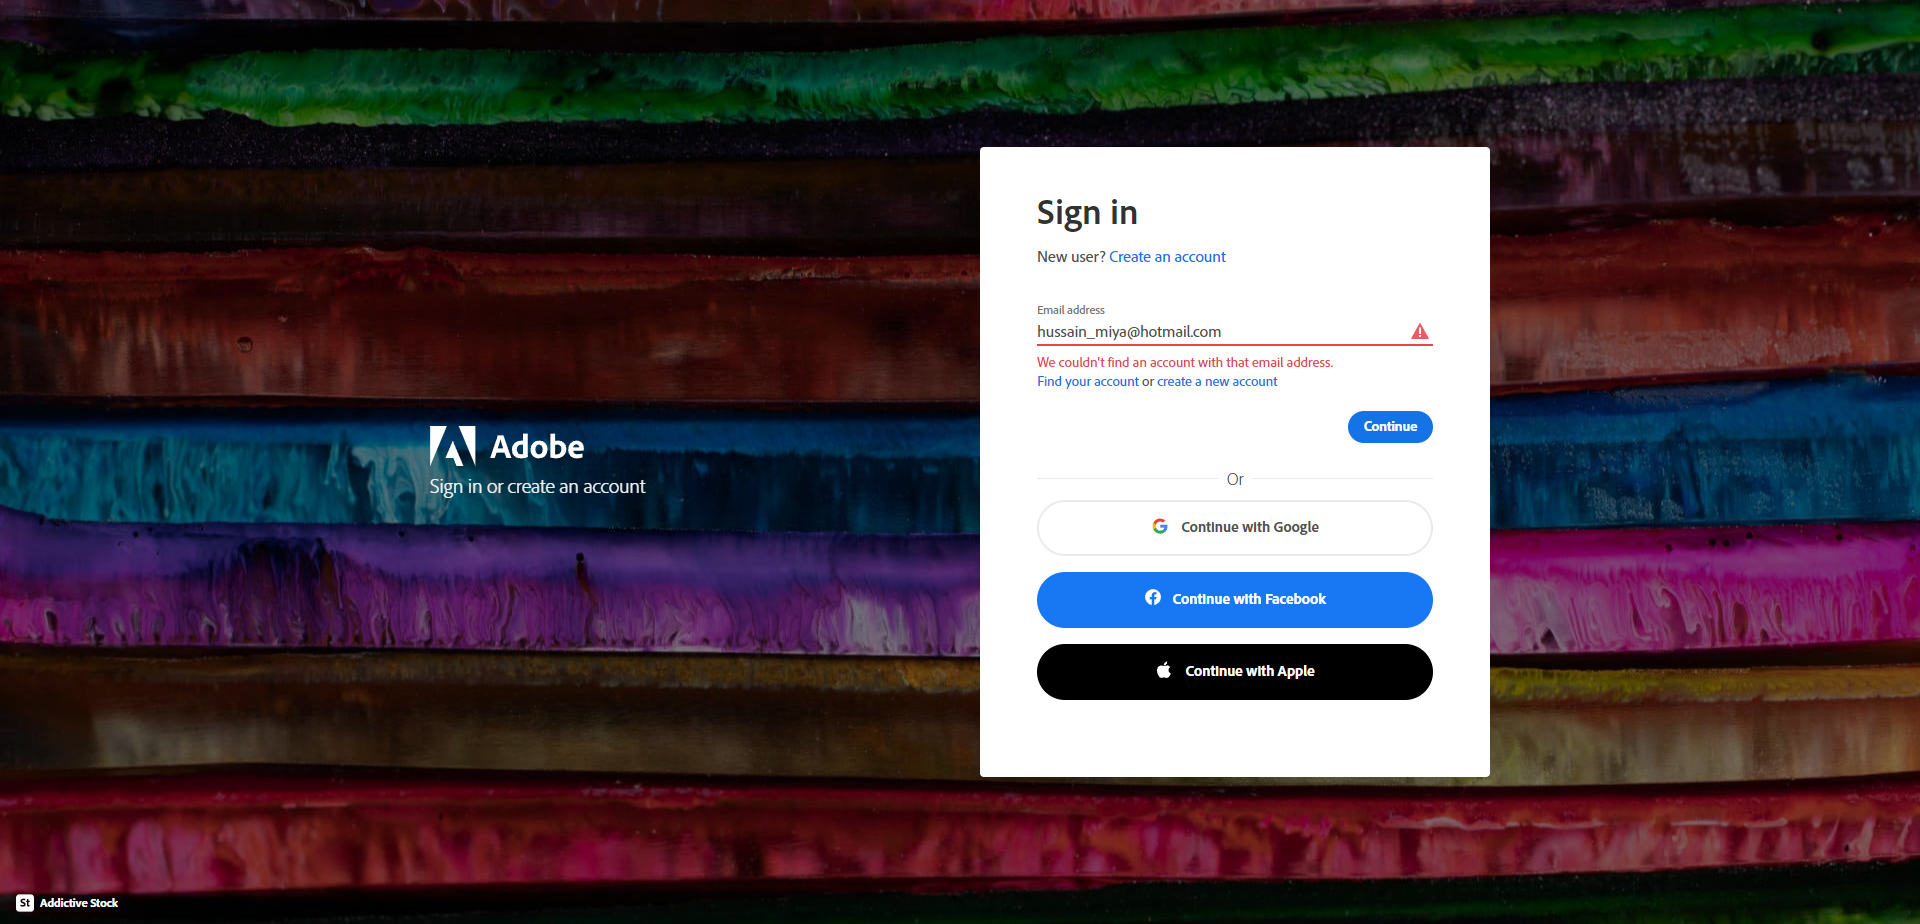 Adobe
Sign in or create an account
Sign in
New user? Create an account
Email address
hussain_miya@hotmail.com
We couldn't find an account with that email address.
Find your account or create a new account
Continue
Or
Continue with Google
Continue with Facebook
Continue with Apple
St Addictive Stock